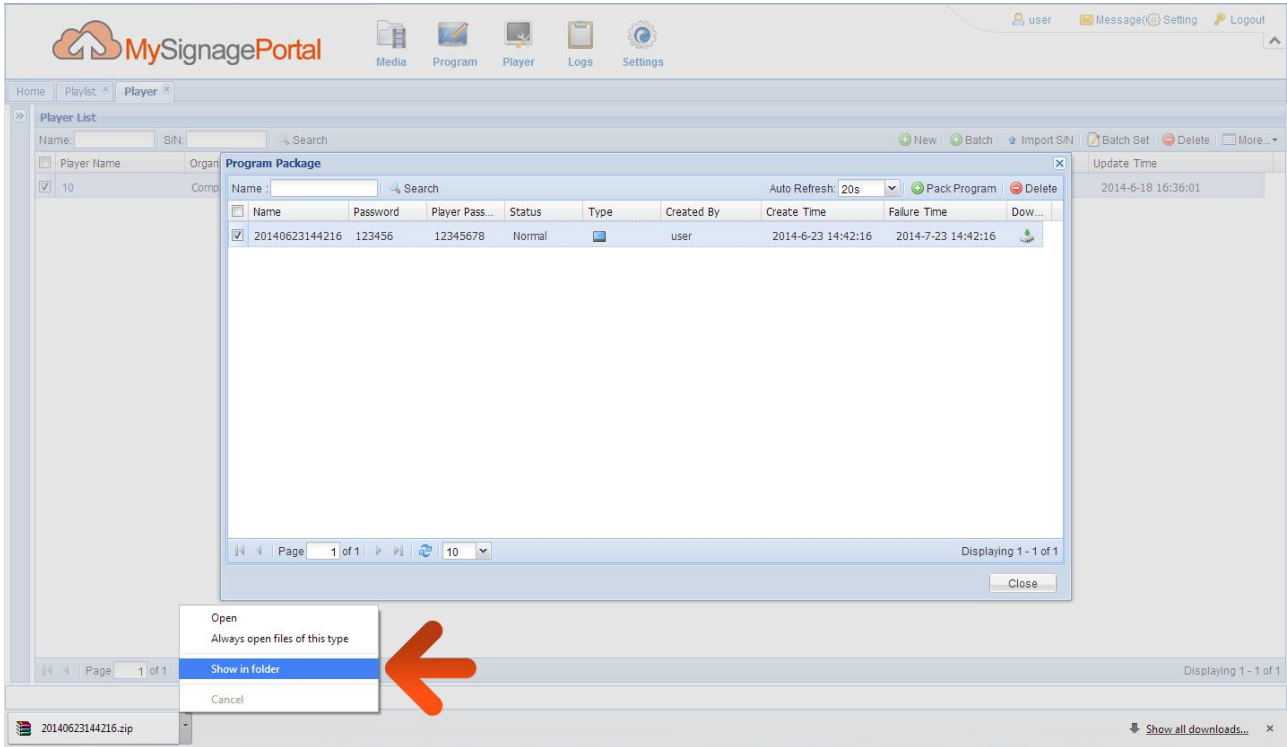 user Message( Setting Logout
MySignagePortal
Media Program Player Logs Settings
Home Playlist Player
Player List
Name: S/N: Search New Batch Import S/N Batch Set Delete More...
Player Name Organ Update Time
10 Comp 2014-6-18 16:36:01
Program Package
Name : Search Auto Refresh: 20s Pack Program Delete
Name Password Player Pass... Status Type Created By Create Time Failure Time Dow...
20140623144216 123456 12345678 Normal user 2014-6-23 14:42:16 2014-7-23 14:42:16
Page 1 of 1 10 Displaying 1 - 1 of 1
Close
Open
Always open files of this type
Show in folder
Cancel
Page 1 of 1 Displaying 1 - 1 of 1
20140623144216.zip Show all downloads...